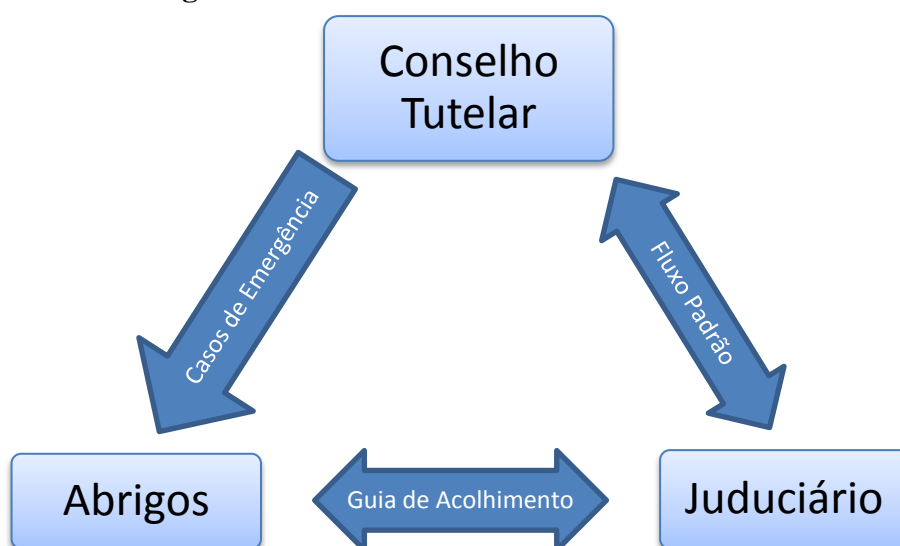 Conselho
Tutelar
Casos de Emergência
Fluxo Padrão
Abrigos
Guia de Acolhimento
Juduciário